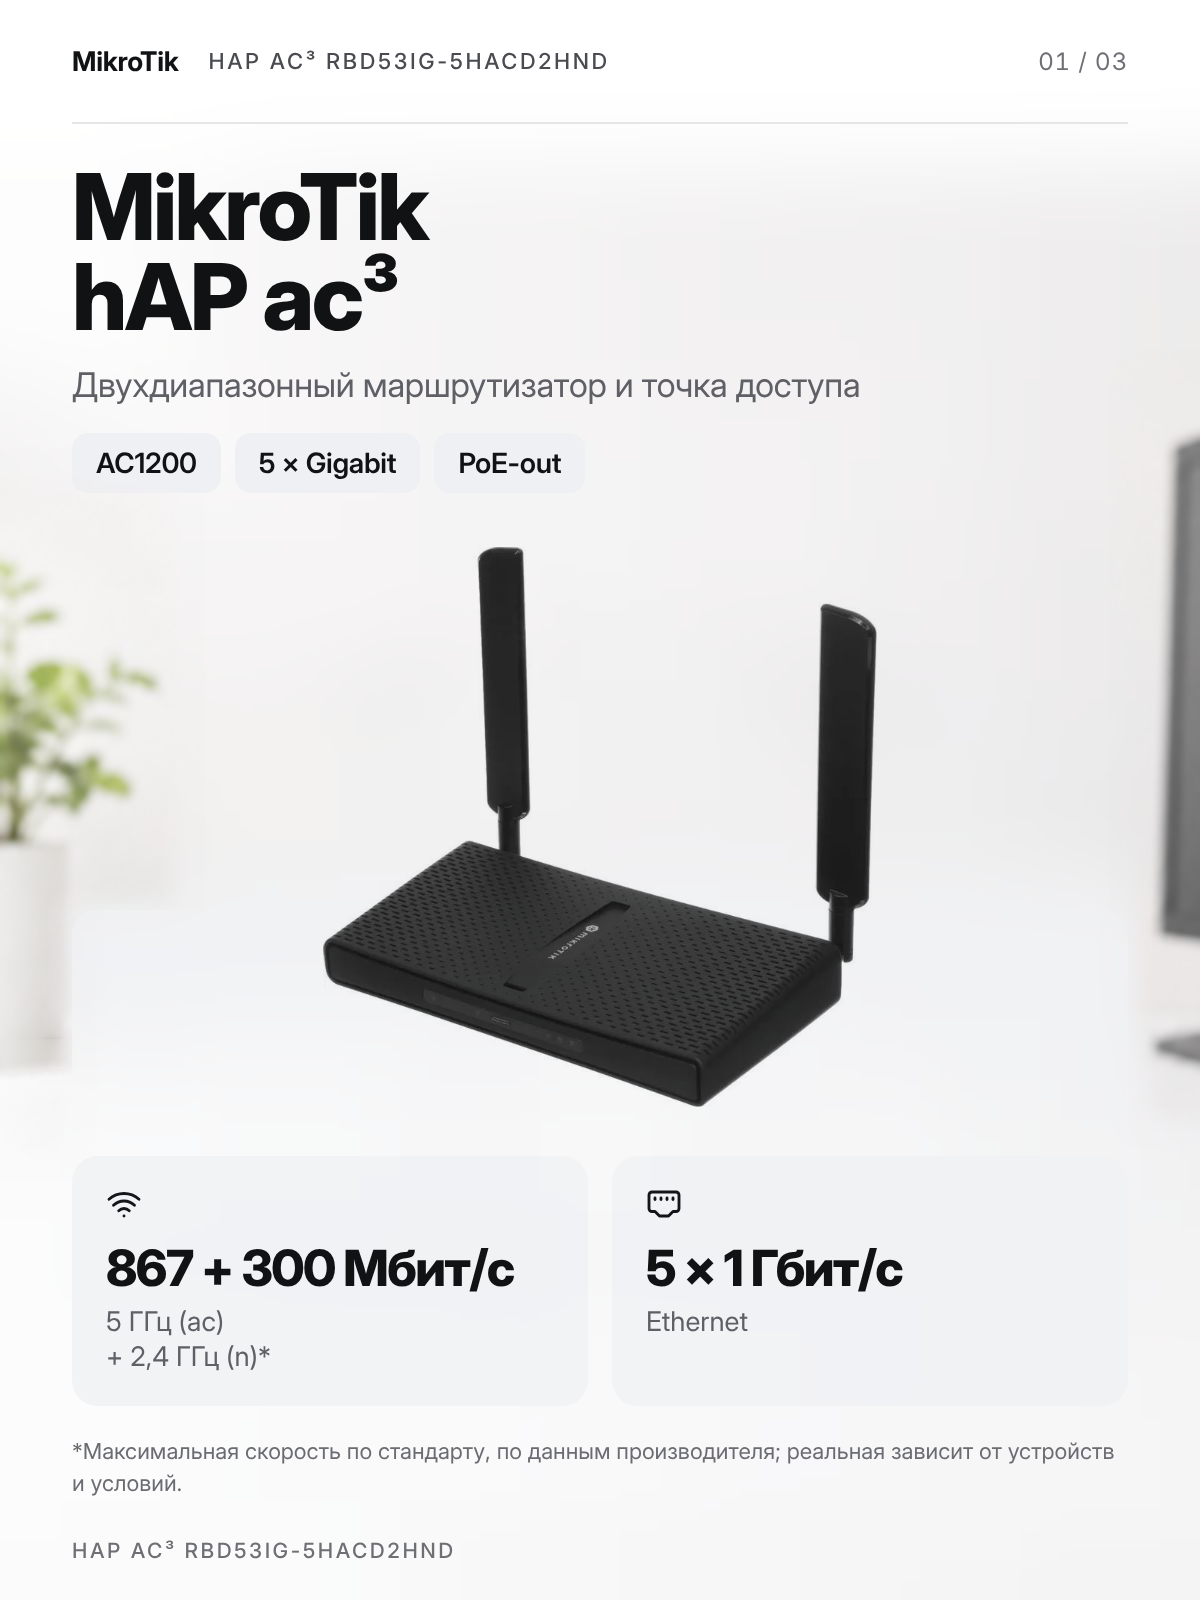 MikroTik HAP AC³ RBD53IG-5HACD2HND 01 / 03
MikroTik
hAP ac³
Двухдиапазонный маршрутизатор и точка доступа
AC1200 5 × Gigabit PoE-out
MIKROTIK
867 + 300 Мбит/с
5 ГГц (ac)
+ 2,4 ГГц (n)*
5 × 1 Гбит/с
Ethernet
*Максимальная скорость по стандарту, по данным производителя; реальная зависит от устройств
и условий.
HAP AC³ RBD53IG-5HACD2HND